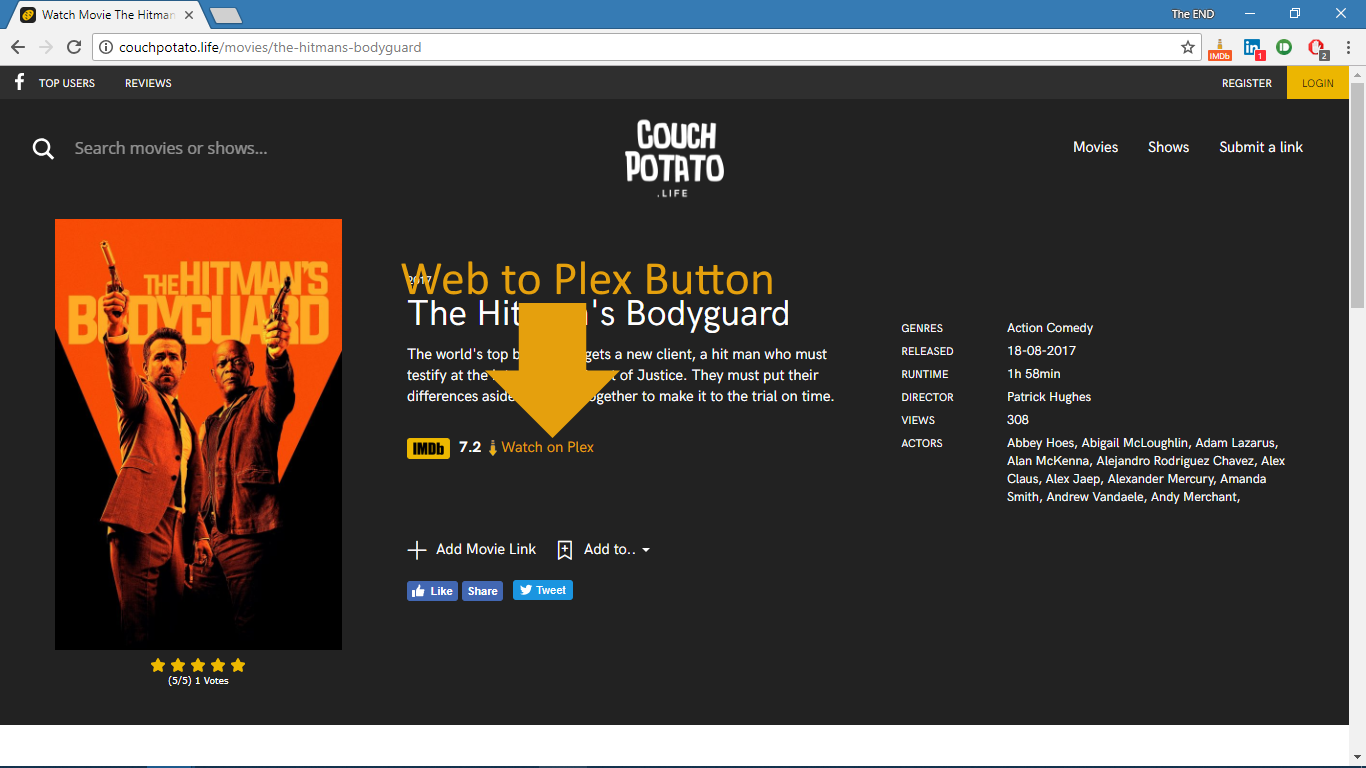 Watch Movie The Hitman
The END
couchpotato.life/movies/the-hitmans-bodyguard
IMDb
1
2
TOP USERS
REVIEWS
REGISTER
LOGIN
Search movies or shows...
COUCH
POTATO
.LIFE
Movies
Shows
Submit a link
THE HITMAN'S
BODYGUARD
(5/5) 1 Votes
2017
Web to Plex Button
The Hit n's Bodyguard
The world's top b gets a new client, a hit man who must
testify at the of Justice. They must put their
differences aside ogether to make it to the trial on time.
IMDb 7.2 Watch on Plex
Add Movie Link
Add to..
Like
Share
Tweet
GENRES Action Comedy
RELEASED 18-08-2017
RUNTIME 1h 58min
DIRECTOR Patrick Hughes
VIEWS 308
ACTORS Abbey Hoes, Abigail McLoughlin, Adam Lazarus,
Alan McKenna, Alejandro Rodriguez Chavez, Alex
Claus, Alex Jaep, Alexander Mercury, Amanda
Smith, Andrew Vandaele, Andy Merchant,